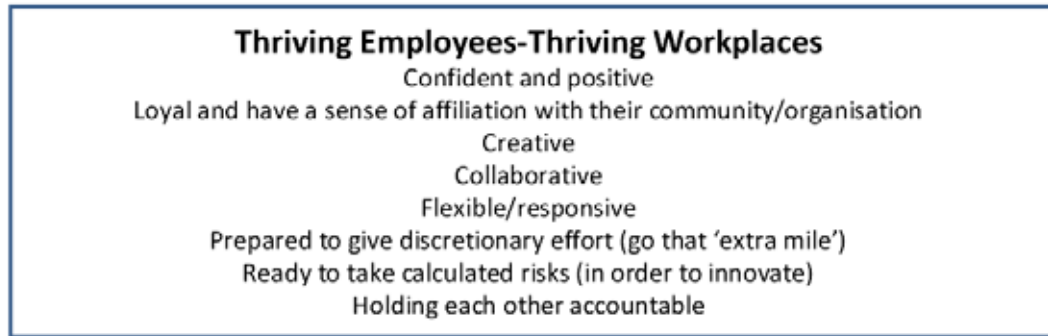 Thriving Employees-Thriving Workplaces
Confident and positive
Loyal and have a sense of affiliation with their community/organisation
Creative
Collaborative
Flexible/responsive
Prepared to give discretionary effort (go that ‘extra mile’)
Ready to take calculated risks (in order to innovate)
Holding each other accountable